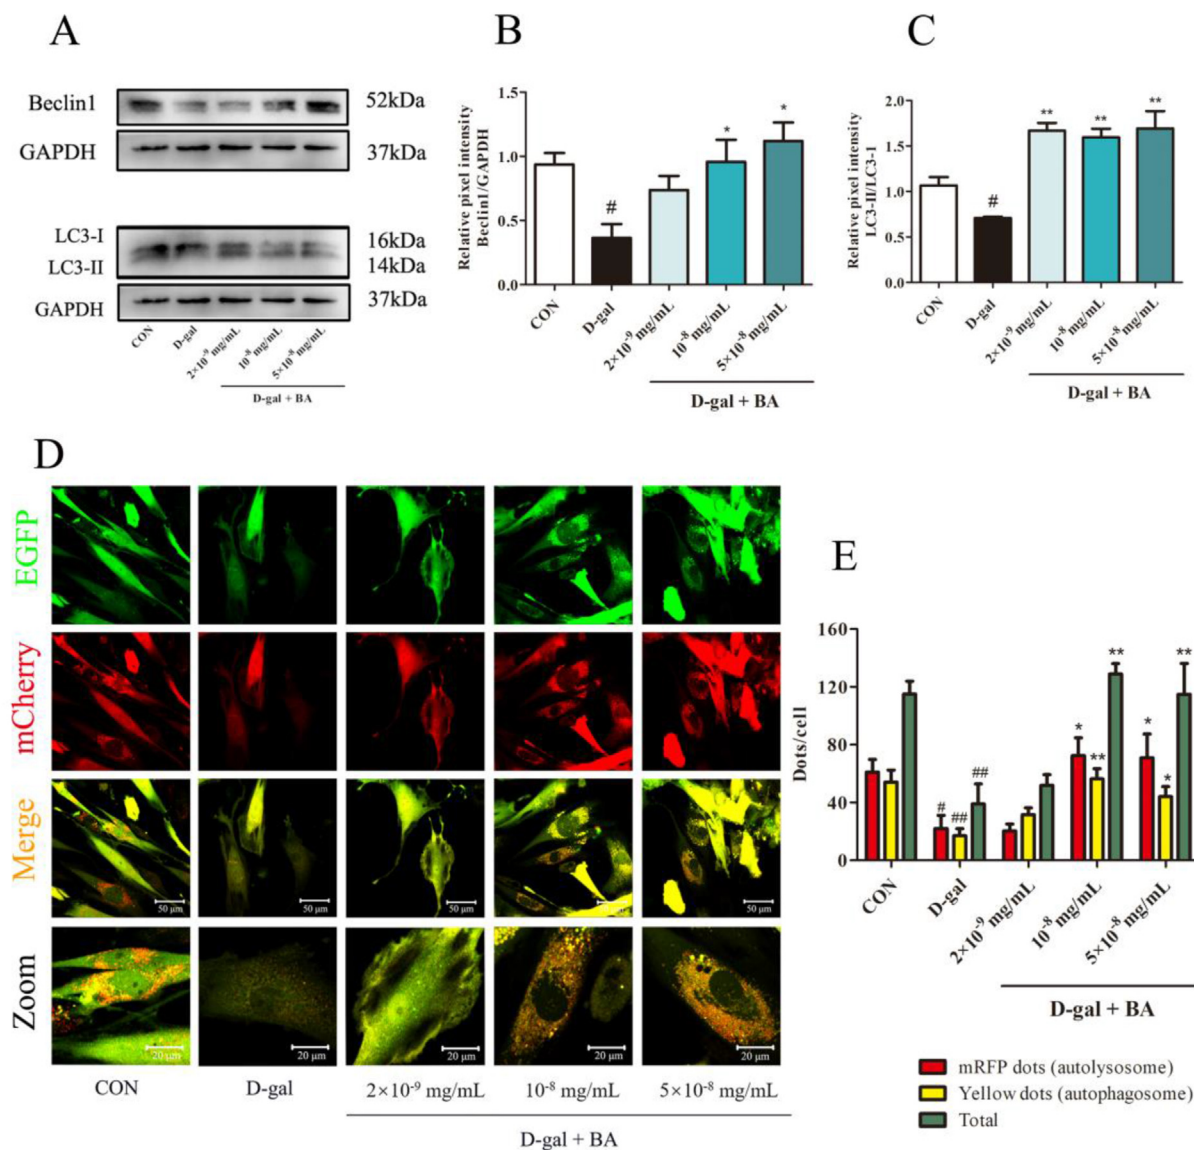 A
Beclin1
52kDa
GAPDH
37kDa
LC3-I
16kDa
LC3-II
14kDa
GAPDH
37kDa
CON
D-gal
2×10⁻⁹ mg/mL
10⁻⁸ mg/mL
5×10⁻⁸ mg/mL
D-gal + BA
B
Relative pixel intensity
Beclin1/GAPDH
1.5
1.0
0.5
0.0
#
*
*
CON
D-gal
2×10⁻⁹ mg/mL
10⁻⁸ mg/mL
5×10⁻⁸ mg/mL
D-gal + BA
C
Relative pixel intensity
LC3-II/LC3-1
2.0
1.5
1.0
0.5
0.0
#
**
**
**
CON
D-gal
2×10⁻⁹ mg/mL
10⁻⁸ mg/mL
5×10⁻⁸ mg/mL
D-gal + BA
D
EGFP
mCherry
Merge
50 μm
50 μm
50 μm
50 μm
50 μm
Zoom
20 μm
20 μm
20 μm
20 μm
20 μm
CON
D-gal
2×10⁻⁹ mg/mL
10⁻⁸ mg/mL
5×10⁻⁸ mg/mL
D-gal + BA
E
Dots/cell
160
120
80
40
0
#
##
##
*
**
**
*
*
**
CON
D-gal
2×10⁻⁹ mg/mL
10⁻⁸ mg/mL
5×10⁻⁸ mg/mL
D-gal + BA
mRFP dots (autolysosome)
Yellow dots (autophagosome)
Total